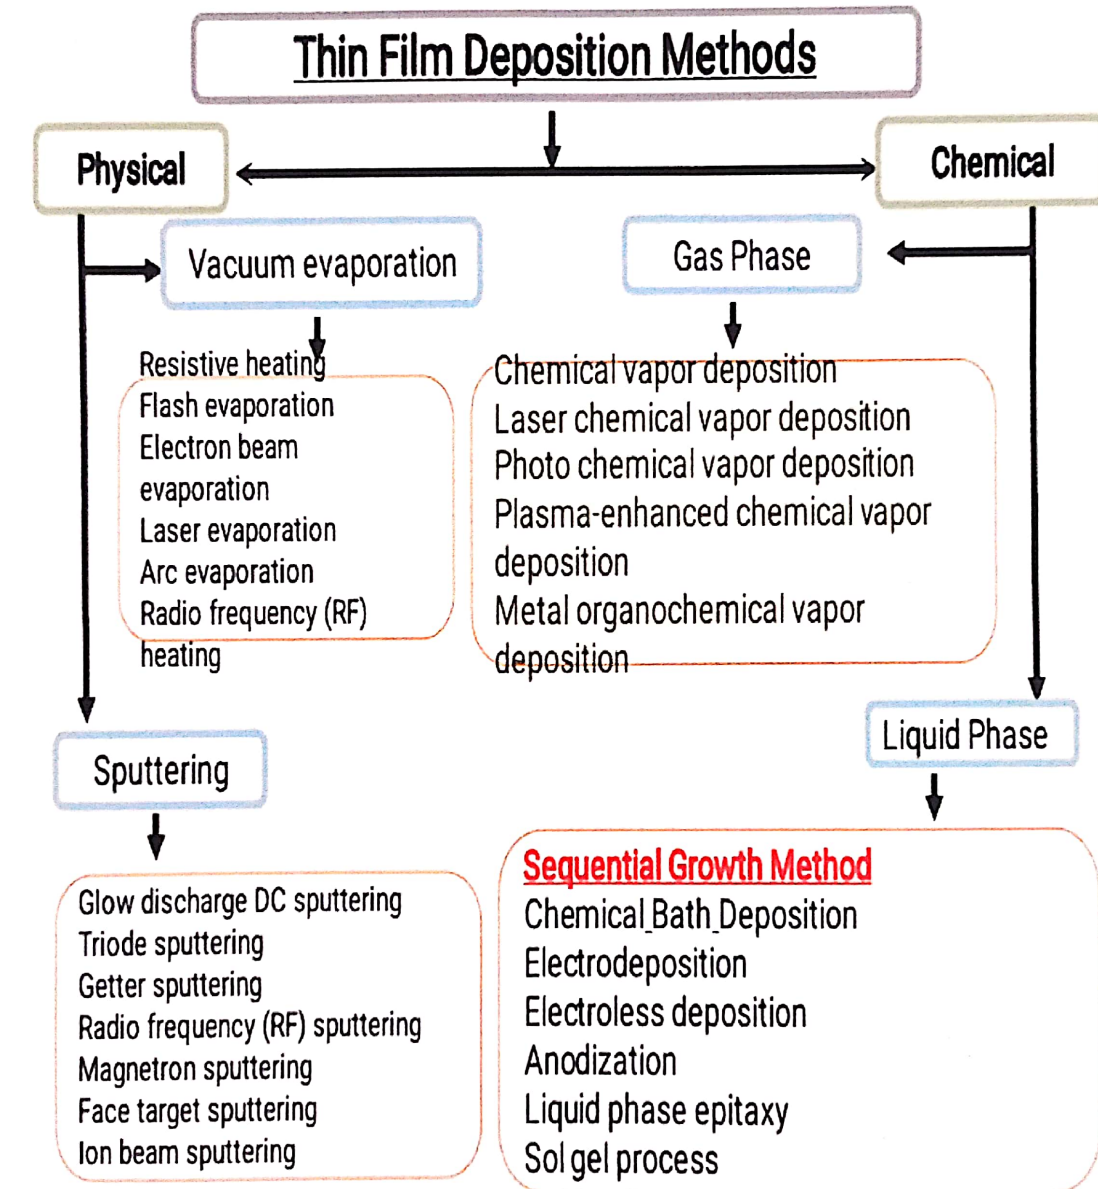 Thin Film Deposition Methods
Physical
Chemical
Vacuum evaporation
Gas Phase
Resistive heating
Flash evaporation
Electron beam
evaporation
Laser evaporation
Arc evaporation
Radio frequency (RF)
heating
Chemical vapor deposition
Laser chemical vapor deposition
Photo chemical vapor deposition
Plasma-enhanced chemical vapor
deposition
Metal organochemical vapor
deposition
Sputtering
Liquid Phase
Glow discharge DC sputtering
Triode sputtering
Getter sputtering
Radio frequency (RF) sputtering
Magnetron sputtering
Face target sputtering
Ion beam sputtering
Sequential Growth Method
Chemical Bath Deposition
Electrodeposition
Electroless deposition
Anodization
Liquid phase epitaxy
Sol gel process